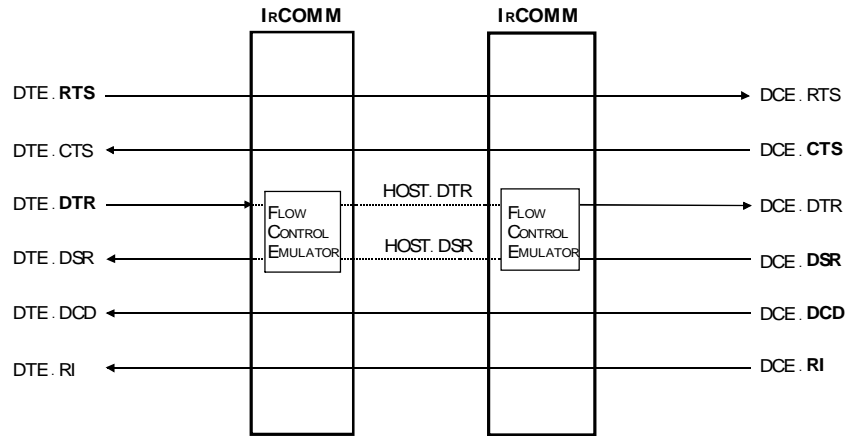 IRCOMM IRCOMM
DTE. RTS DCE. RTS
DTE. CTS DCE. CTS
DTE. DTR HOST. DTR DCE. DTR
FLOW CONTROL EMULATOR
FLOW CONTROL EMULATOR
DTE. DSR HOST. DSR DCE. DSR
DTE. DCD DCE. DCD
DTE. RI DCE. RI